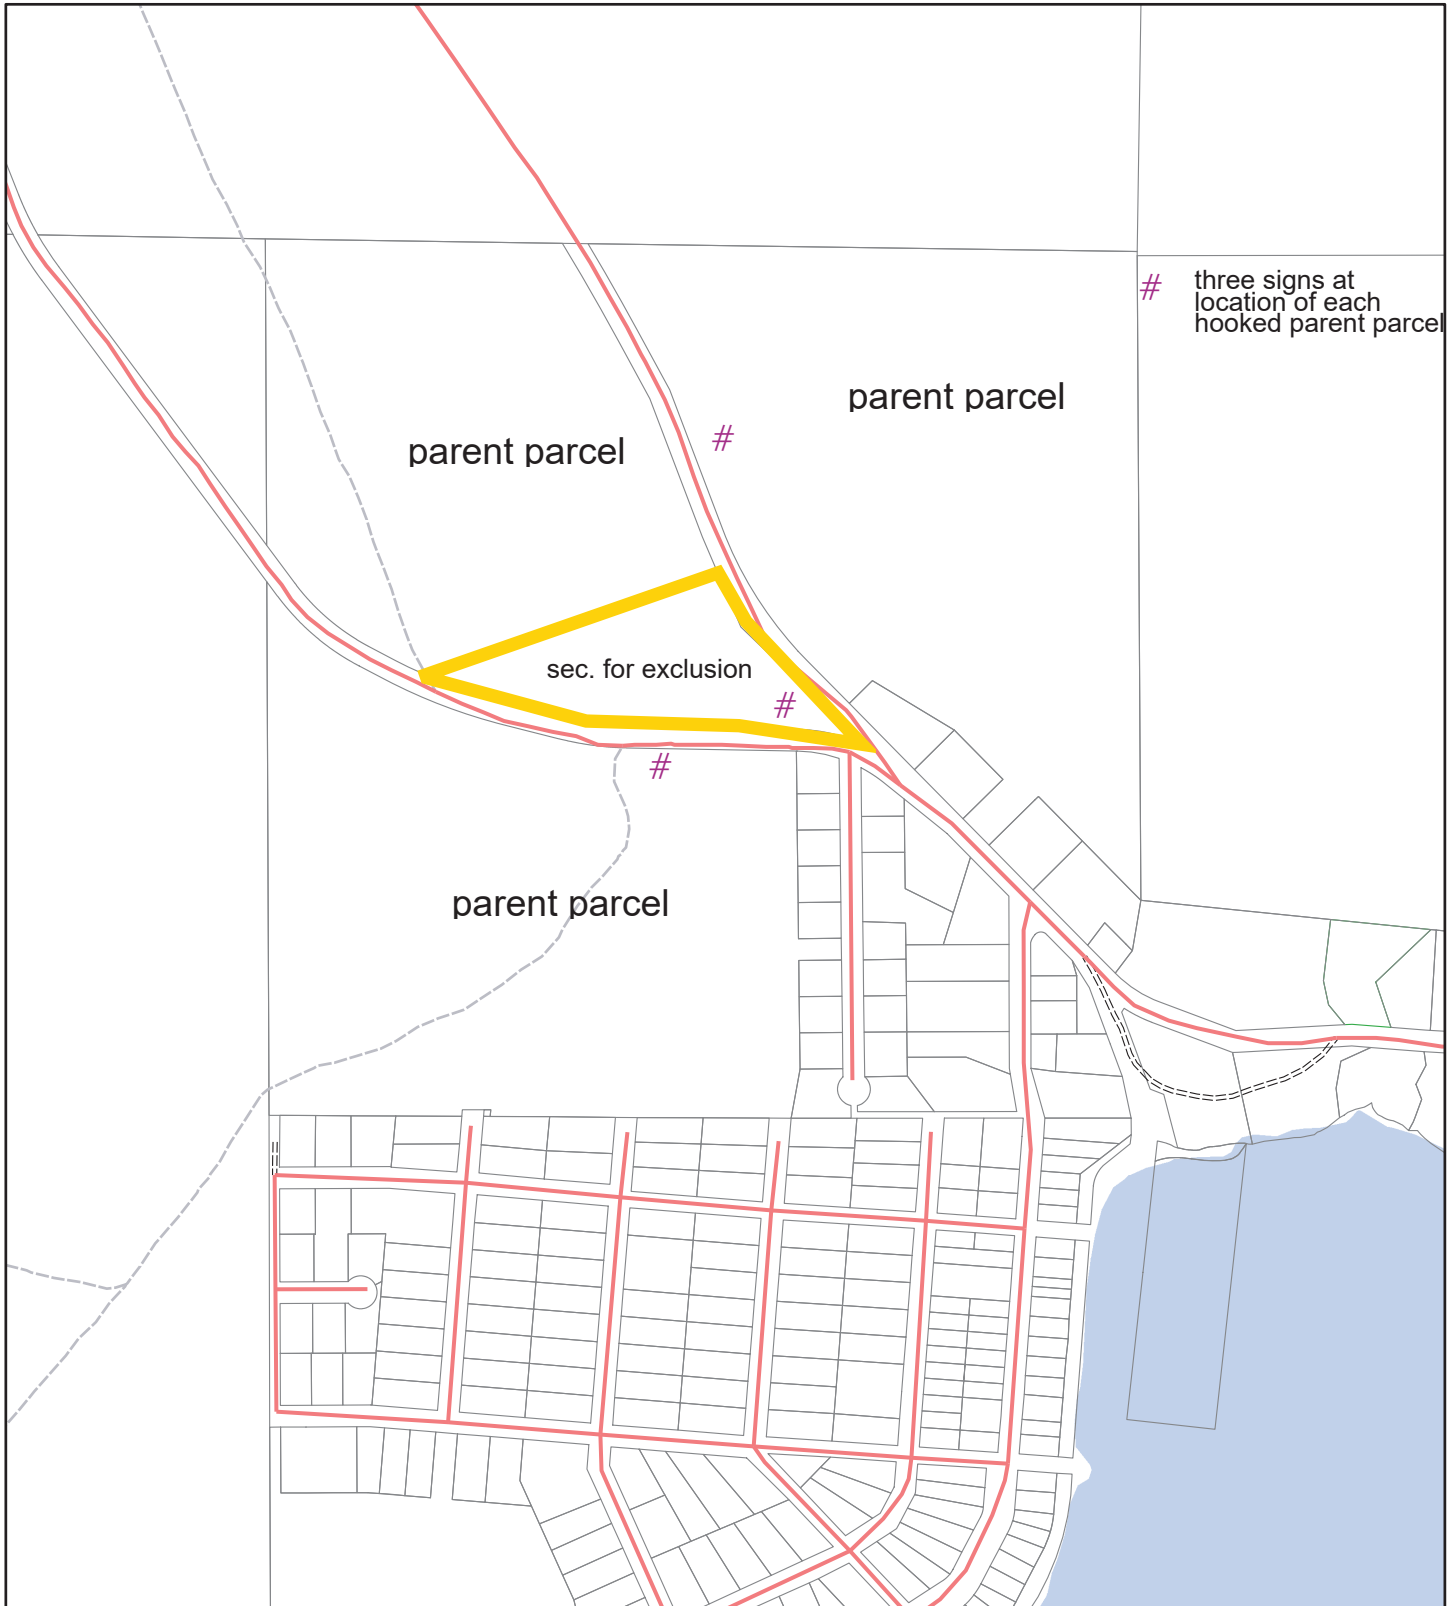 # three signs at
location of each
hooked parent parcel
parent parcel
#
parent parcel
sec. for exclusion
#
#
parent parcel